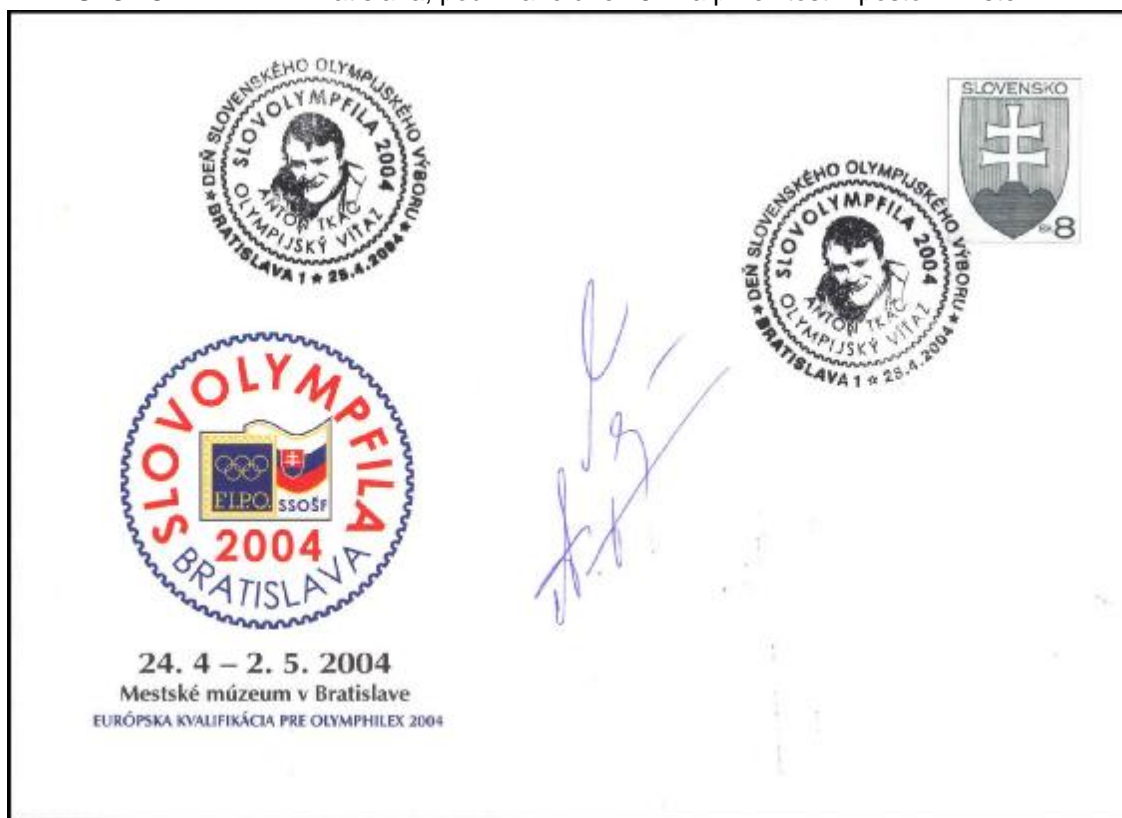 DEŇ SLOVENSKÉHO OLYMPIJSKÉHO VÝBORU
SLOVOLYMPFILA 2004
ANTON TKÁČ
OLYMPIJSKÝ VÍŤAZ
BRATISLAVA 1 ★ 28.4.2004
SLOVENSKO
8
DEŇ SLOVENSKÉHO OLYMPIJSKÉHO VÝBORU
SLOVOLYMPFILA 2004
ANTON TKÁČ
OLYMPIJSKÝ VÍŤAZ
BRATISLAVA 1 ★ 28.4.2004
SLOVOLYMPFILA
F.I.P.O.
SSOŠF
2004
BRATISLAVA
24. 4 – 2. 5. 2004
Mestské múzeum v Bratislave
EURÓPSKA KVALIFIKÁCIA PRE OLYMPHILEX 2004